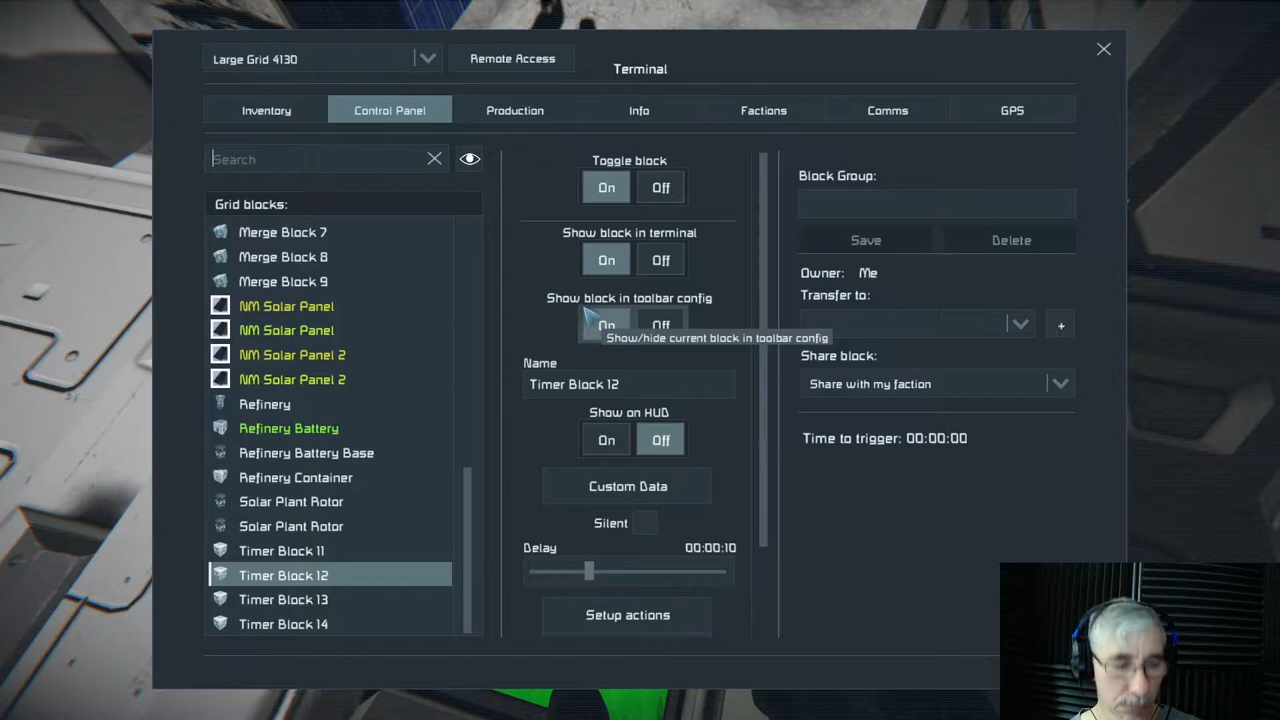 Large Grid 4130
Remote Access
Terminal
Inventory
Control Panel
Production
Info
Factions
Comms
GPS
Search
Grid blocks:
Merge Block 7
Merge Block 8
Merge Block 9
NM Solar Panel
NM Solar Panel
NM Solar Panel 2
NM Solar Panel 2
Refinery
Refinery Battery
Refinery Battery Base
Refinery Container
Solar Plant Rotor
Solar Plant Rotor
Timer Block 11
Timer Block 12
Timer Block 13
Timer Block 14
Toggle block
On Off
Show block in terminal
On Off
Show block in toolbar config
On Off
Show/hide current block in toolbar config
Name
Timer Block 12
Show on HUD
On Off
Custom Data
Silent
Delay 00:00:10
Setup actions
Block Group:
Save Delete
Owner: Me
Transfer to:
+
Share block:
Share with my faction
Time to trigger: 00:00:00